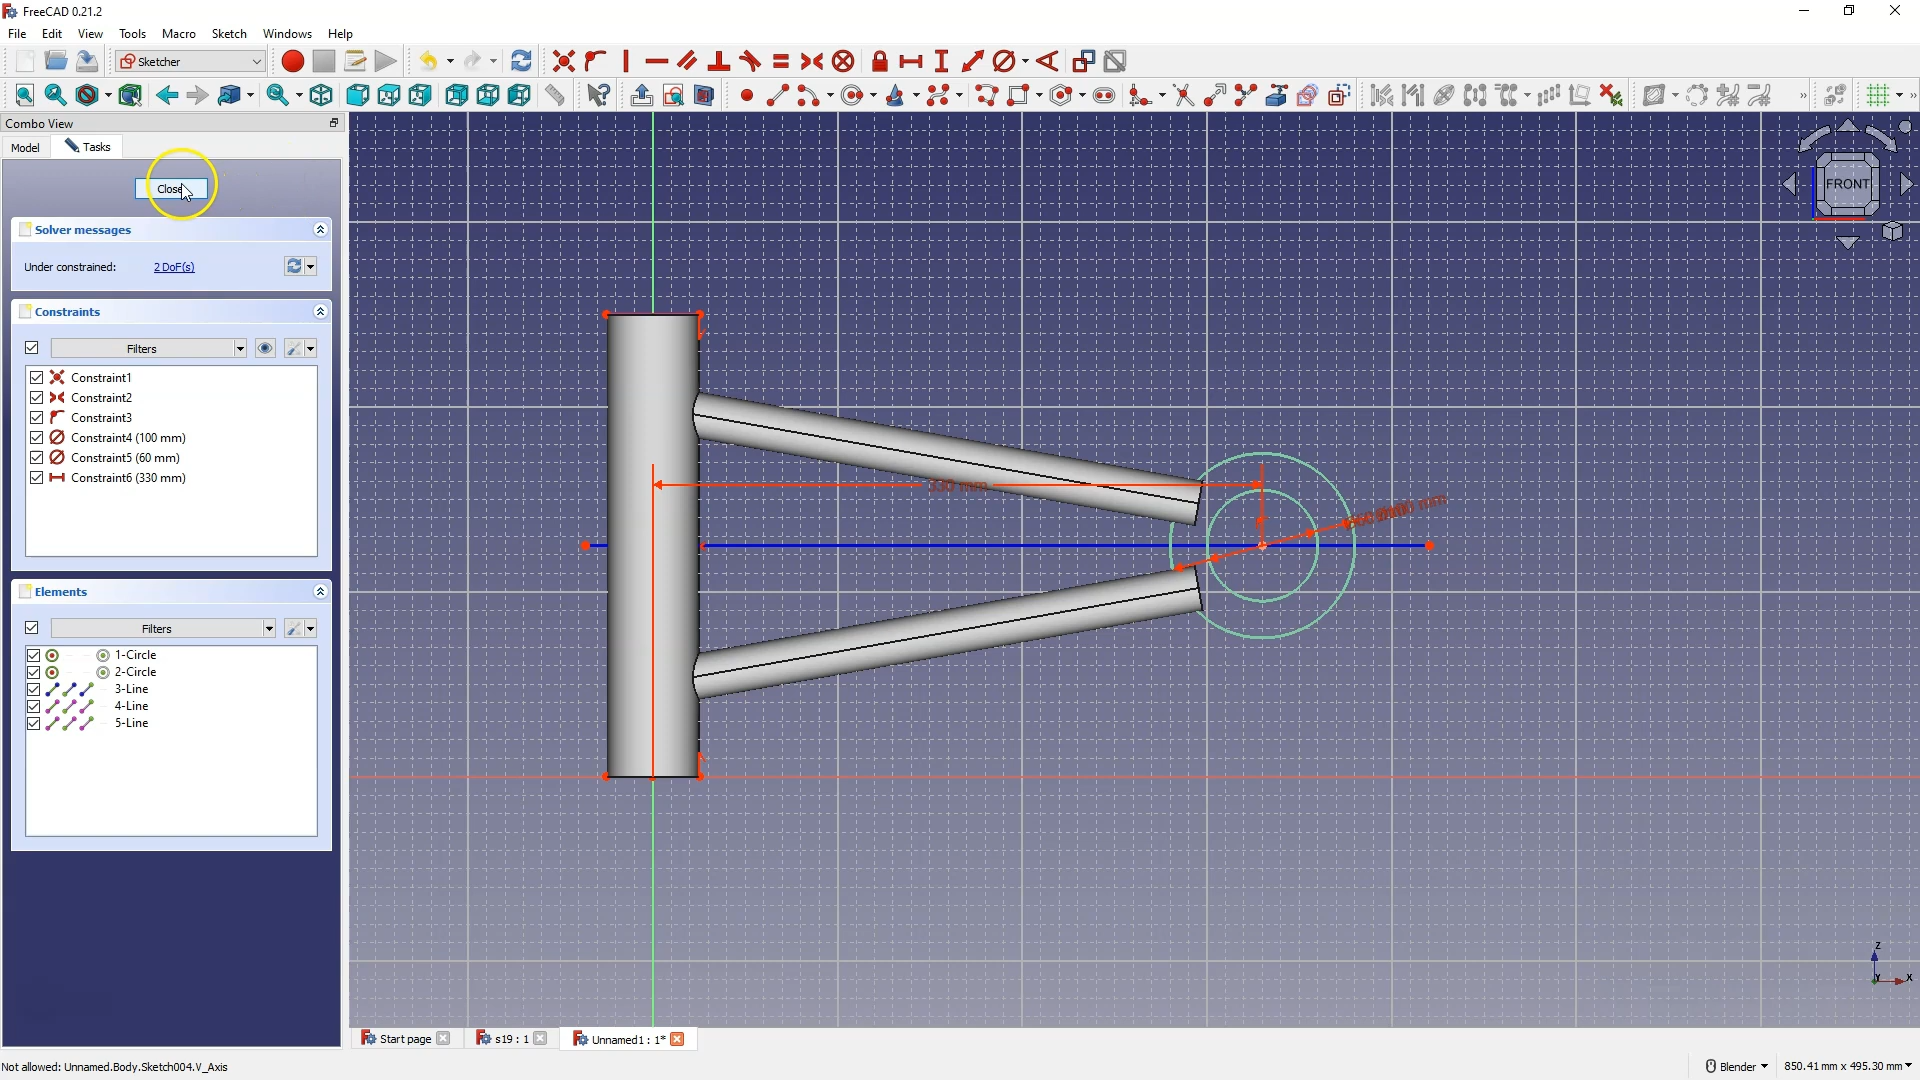 FreeCAD 0.21.2
File Edit View Tools Macro Sketch Windows Help
Sketcher
Combo View
Model Tasks
Close
Solver messages
Under constrained: 2 DoF(s)
Constraints
Filters
Constraint1
Constraint2
Constraint3
Constraint4 (100 mm)
Constraint5 (60 mm)
Constraint6 (330 mm)
Elements
Filters
1-Circle
2-Circle
3-Line
4-Line
5-Line
FRONT
330 mm
Z
Y X
Start page s19 : 1 Unnamed1 : 1*
Not allowed: Unnamed.Body.Sketch004.V_Axis
Blender 850.41 mm x 495.30 mm